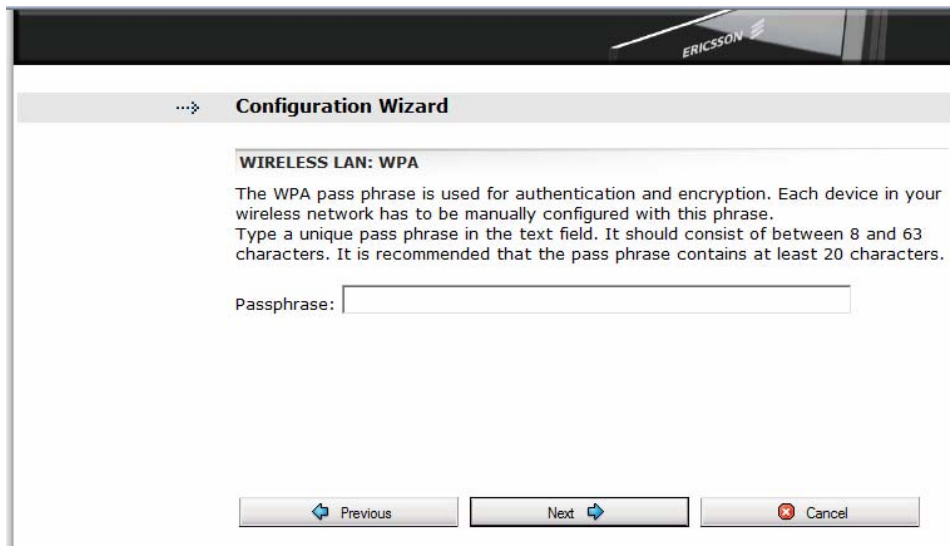 ERICSSON
Configuration Wizard
WIRELESS LAN: WPA
The WPA pass phrase is used for authentication and encryption. Each device in your
wireless network has to be manually configured with this phrase.
Type a unique pass phrase in the text field. It should consist of between 8 and 63
characters. It is recommended that the pass phrase contains at least 20 characters.
Passphrase:
Previous Next Cancel